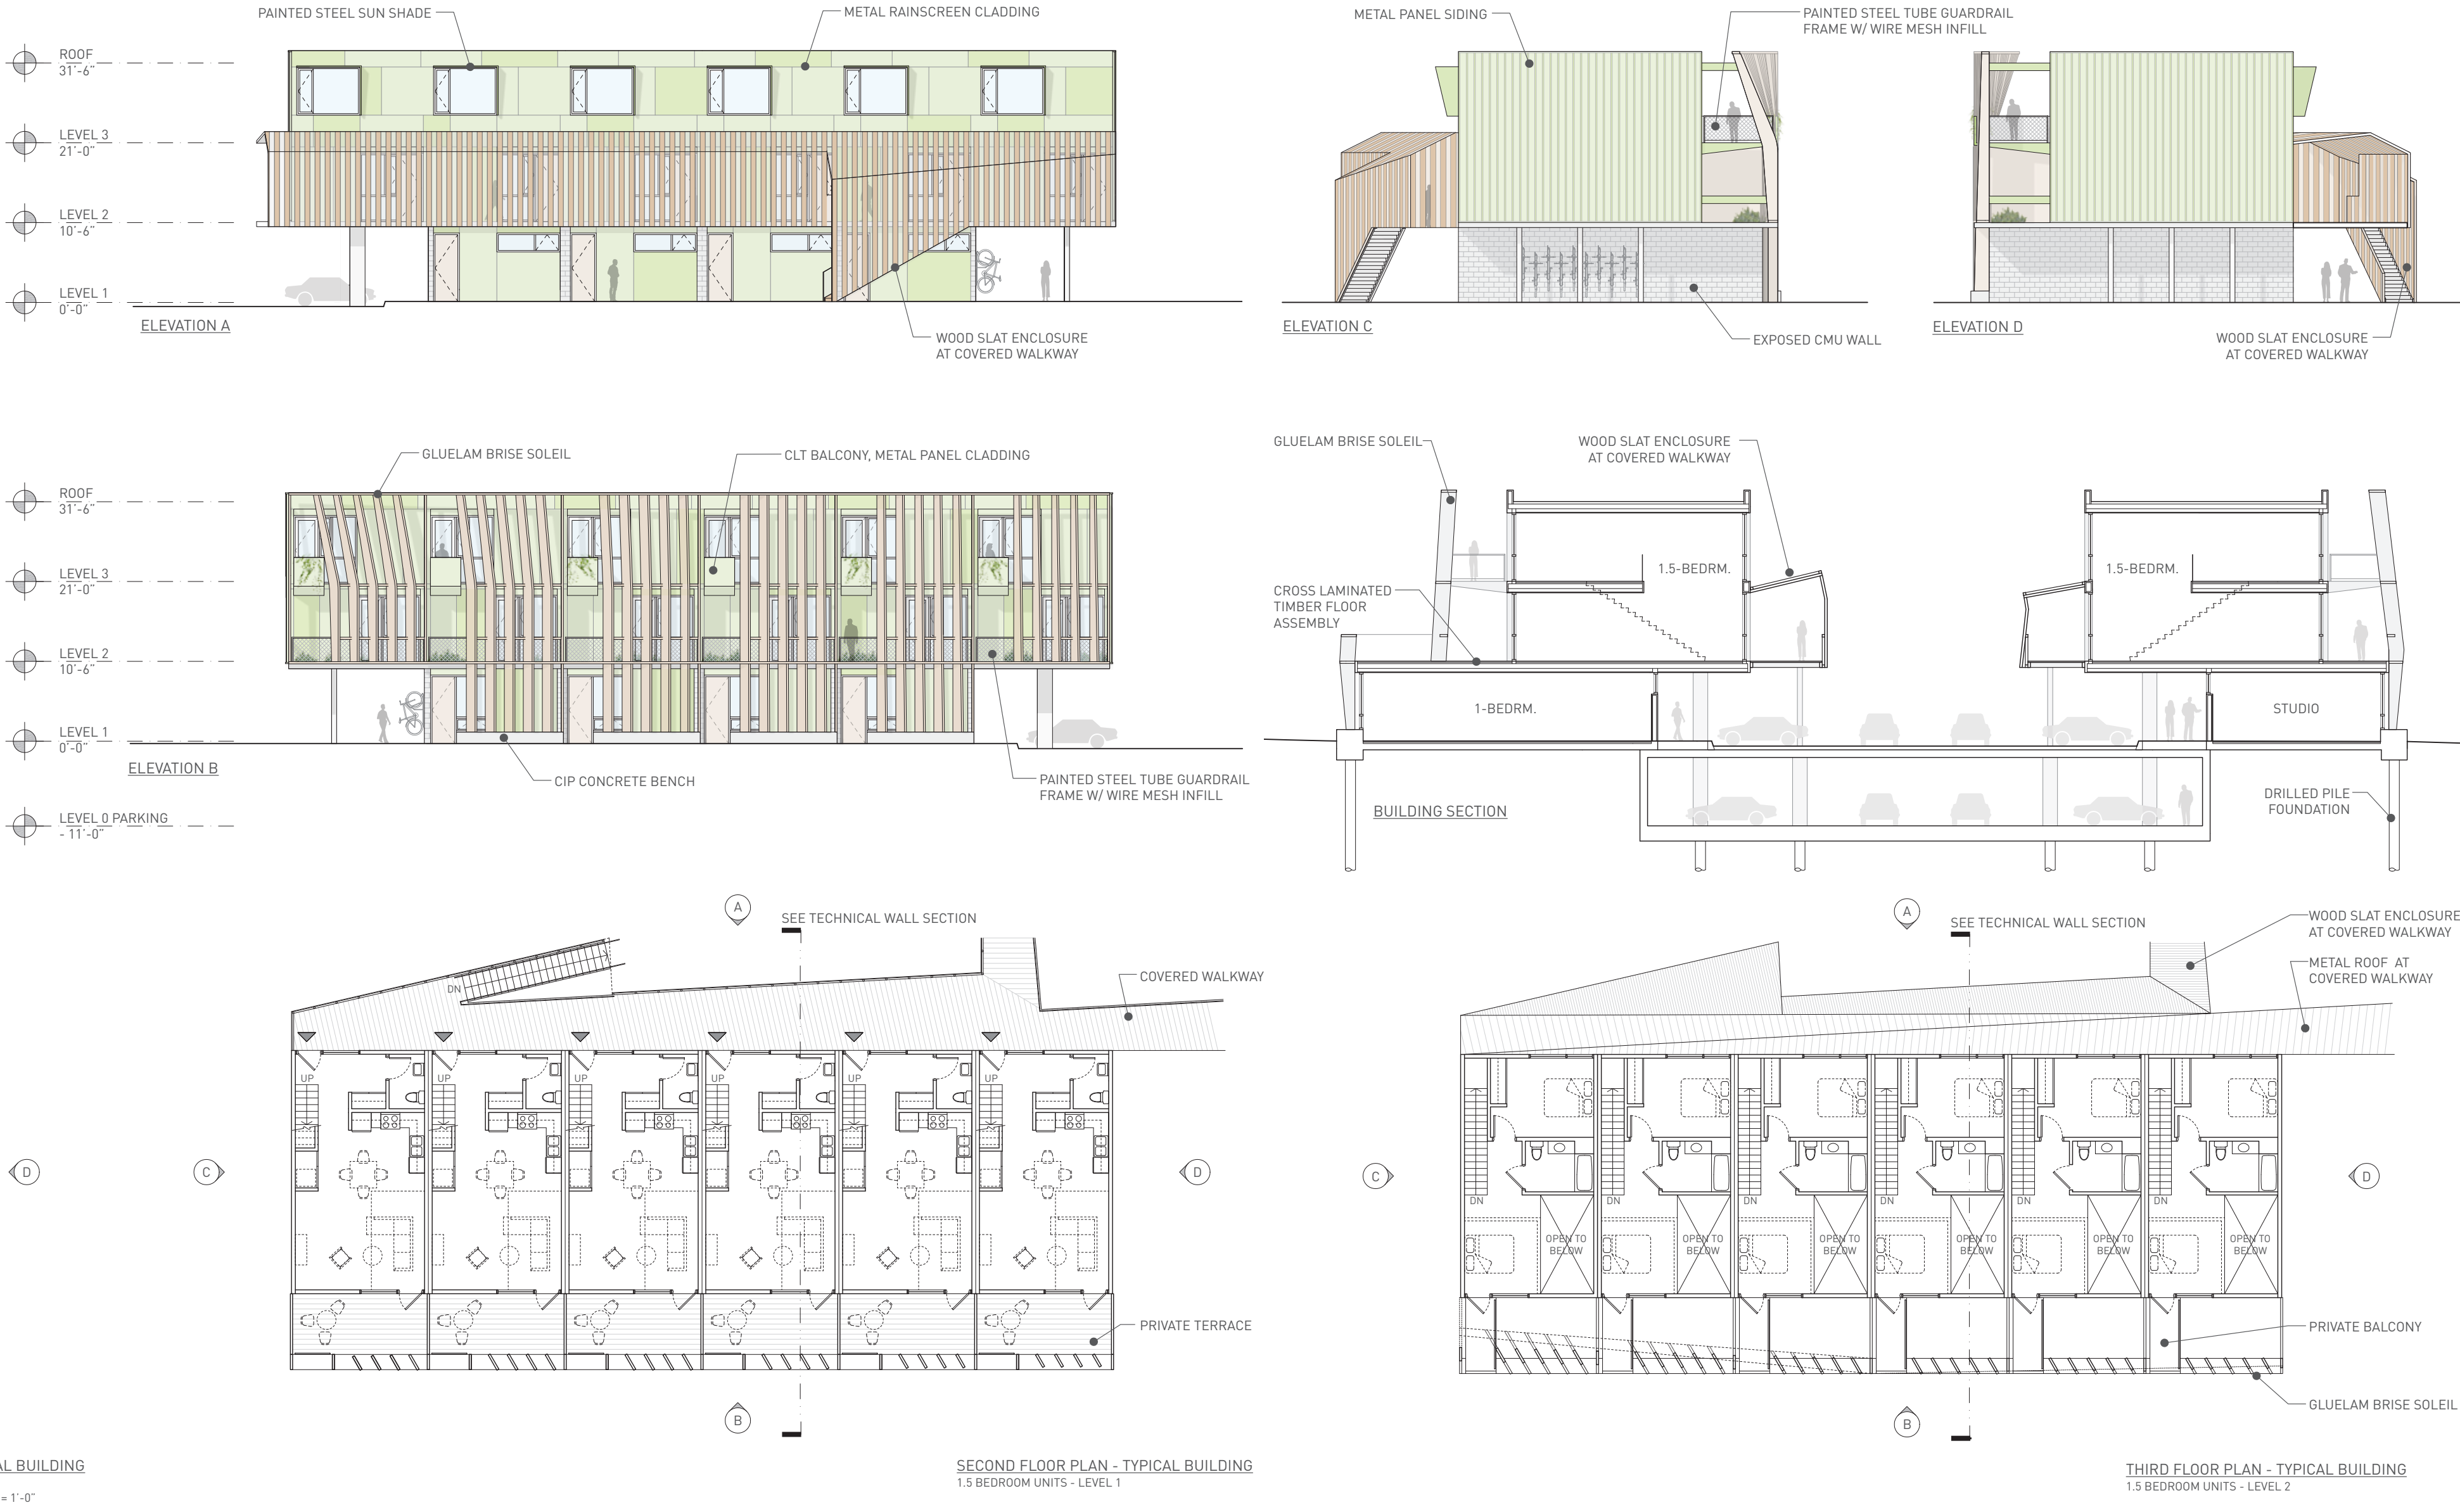 PAINTED STEEL SUN SHADE
METAL RAINSCREEN CLADDING
ROOF
31'-6"
LEVEL 3
21'-0"
LEVEL 2
10'-6"
LEVEL 1
0'-0"
ELEVATION A
WOOD SLAT ENCLOSURE
AT COVERED WALKWAY
METAL PANEL SIDING
PAINTED STEEL TUBE GUARDRAIL
FRAME W/ WIRE MESH INFILL
ELEVATION C
EXPOSED CMU WALL
ELEVATION D
WOOD SLAT ENCLOSURE
AT COVERED WALKWAY
GLUELAM BRISE SOLEIL
CLT BALCONY, METAL PANEL CLADDING
ROOF
31'-6"
LEVEL 3
21'-0"
LEVEL 2
10'-6"
LEVEL 1
0'-0"
ELEVATION B
CIP CONCRETE BENCH
PAINTED STEEL TUBE GUARDRAIL
FRAME W/ WIRE MESH INFILL
LEVEL 0 PARKING
- 11'-0"
GLUELAM BRISE SOLEIL
WOOD SLAT ENCLOSURE
AT COVERED WALKWAY
CROSS LAMINATED
TIMBER FLOOR
ASSEMBLY
1.5-BEDRM.
1.5-BEDRM.
1-BEDRM.
STUDIO
BUILDING SECTION
DRILLED PILE
FOUNDATION
A
SEE TECHNICAL WALL SECTION
COVERED WALKWAY
DN
UP
UP
UP
UP
UP
UP
D
C
D
PRIVATE TERRACE
B
AL BUILDING
= 1'-0"
SECOND FLOOR PLAN - TYPICAL BUILDING
1.5 BEDROOM UNITS - LEVEL 1
A
SEE TECHNICAL WALL SECTION
WOOD SLAT ENCLOSURE
AT COVERED WALKWAY
METAL ROOF AT
COVERED WALKWAY
C
D
DN
DN
DN
DN
DN
DN
OPEN TO
BELOW
OPEN TO
BELOW
OPEN TO
BELOW
OPEN TO
BELOW
OPEN TO
BELOW
OPEN TO
BELOW
PRIVATE BALCONY
GLUELAM BRISE SOLEIL
B
THIRD FLOOR PLAN - TYPICAL BUILDING
1.5 BEDROOM UNITS - LEVEL 2